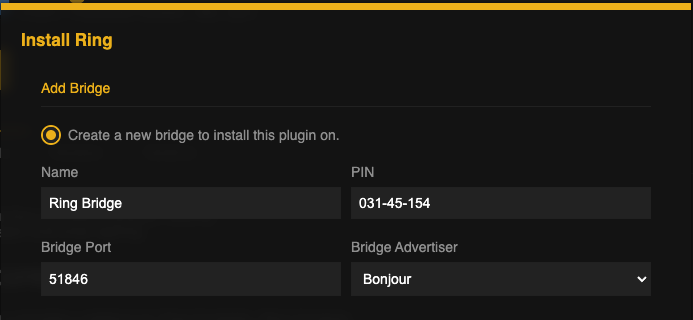 Install Ring
Add Bridge
Create a new bridge to install this plugin on.
Name PIN
Ring Bridge 031-45-154
Bridge Port Bridge Advertiser
51846 Bonjour